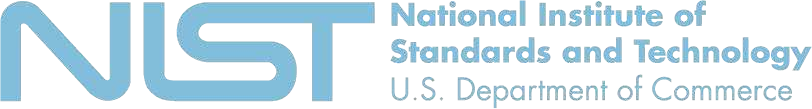 NIST
National Institute of
Standards and Technology
U.S. Department of Commerce